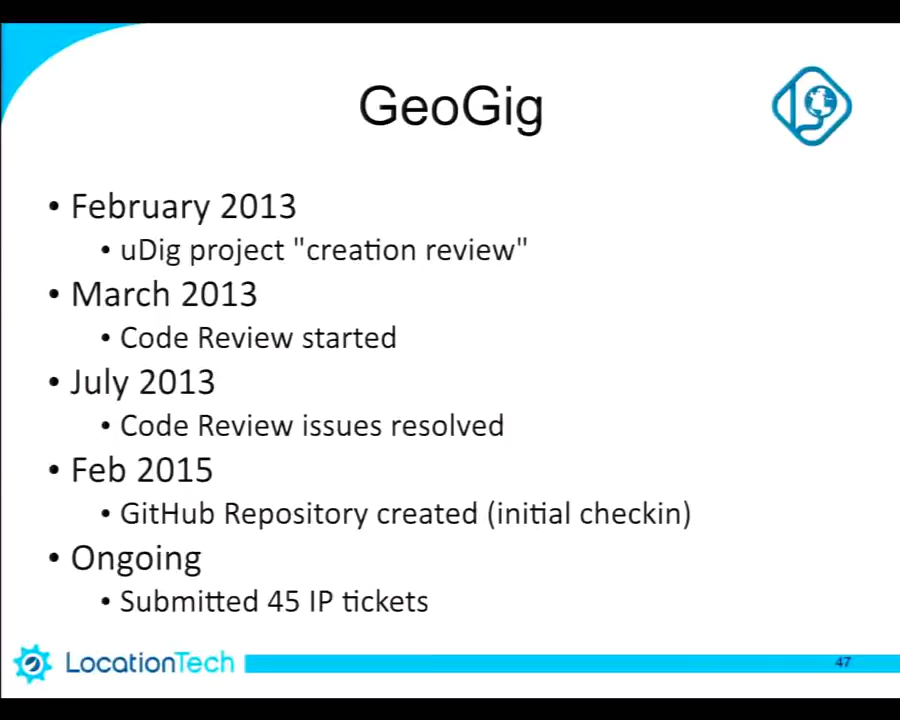 GeoGig
• February 2013
• uDig project "creation review"
• March 2013
• Code Review started
• July 2013
• Code Review issues resolved
• Feb 2015
• GitHub Repository created (initial checkin)
• Ongoing
• Submitted 45 IP tickets
LocationTech
47